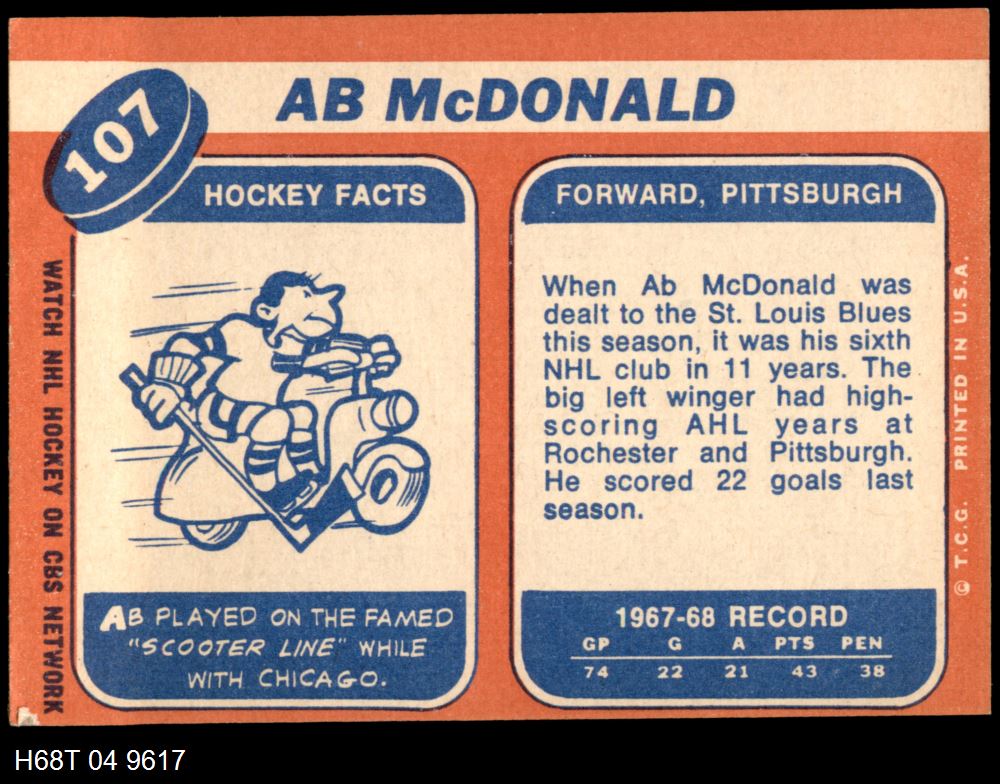 107
AB McDONALD
HOCKEY FACTS
AB PLAYED ON THE FAMED
"SCOOTER LINE" WHILE
WITH CHICAGO.
FORWARD, PITTSBURGH
When Ab McDonald was
dealt to the St. Louis Blues
this season, it was his sixth
NHL club in 11 years. The
big left winger had high-
scoring AHL years at
Rochester and Pittsburgh.
He scored 22 goals last
season.
1967-68 RECORD
GP G A PTS PEN
74 22 21 43 38
WATCH NHL HOCKEY ON CBS NETWORK
© T.C.G. PRINTED IN U.S.A.
H68T 04 9617